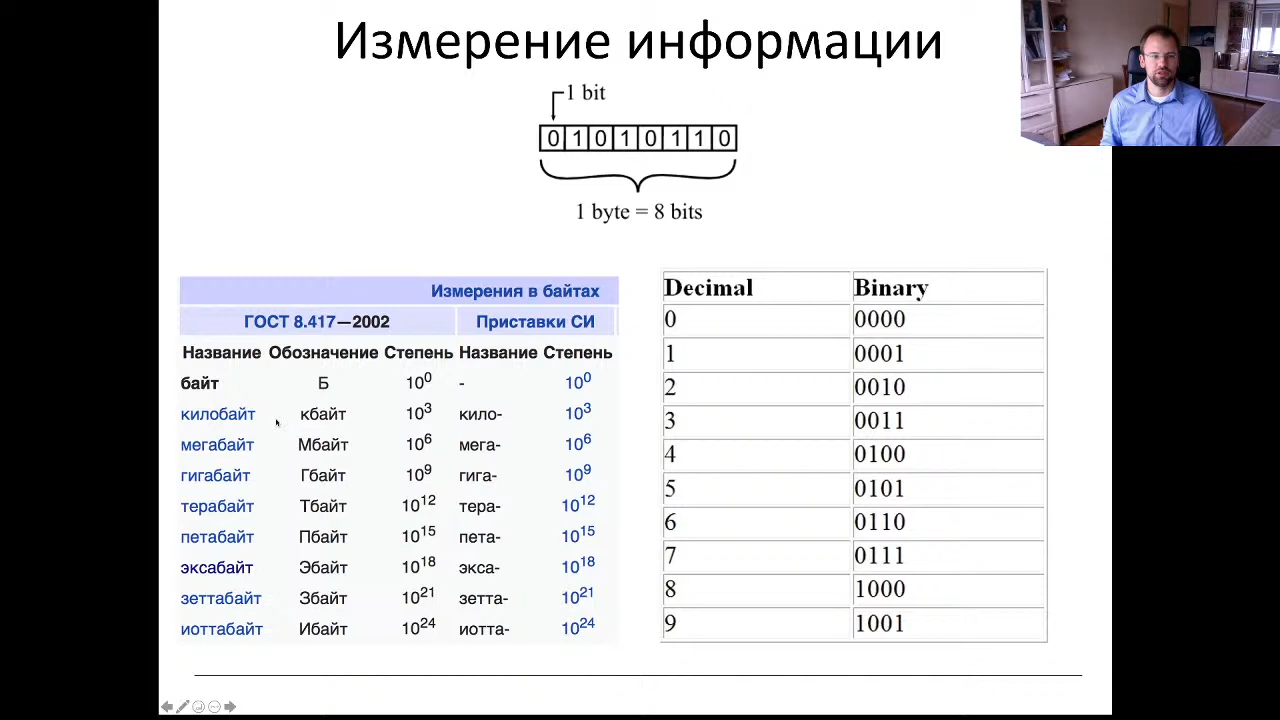 Измерение информации
1 bit
0 1 0 1 0 1 1 0
1 byte = 8 bits
Измерения в байтах
ГОСТ 8.417—2002 Приставки СИ
Название Обозначение Степень Название Степень
байт Б 10^0 - 10^0
килобайт кбайт 10^3 кило- 10^3
мегабайт Мбайт 10^6 мега- 10^6
гигабайт Гбайт 10^9 гига- 10^9
терабайт Тбайт 10^12 тера- 10^12
петабайт Пбайт 10^15 пета- 10^15
эксабайт Эбайт 10^18 экса- 10^18
зеттабайт Збайт 10^21 зетта- 10^21
иоттабайт Ибайт 10^24 иотта- 10^24
Decimal Binary
0 0000
1 0001
2 0010
3 0011
4 0100
5 0101
6 0110
7 0111
8 1000
9 1001